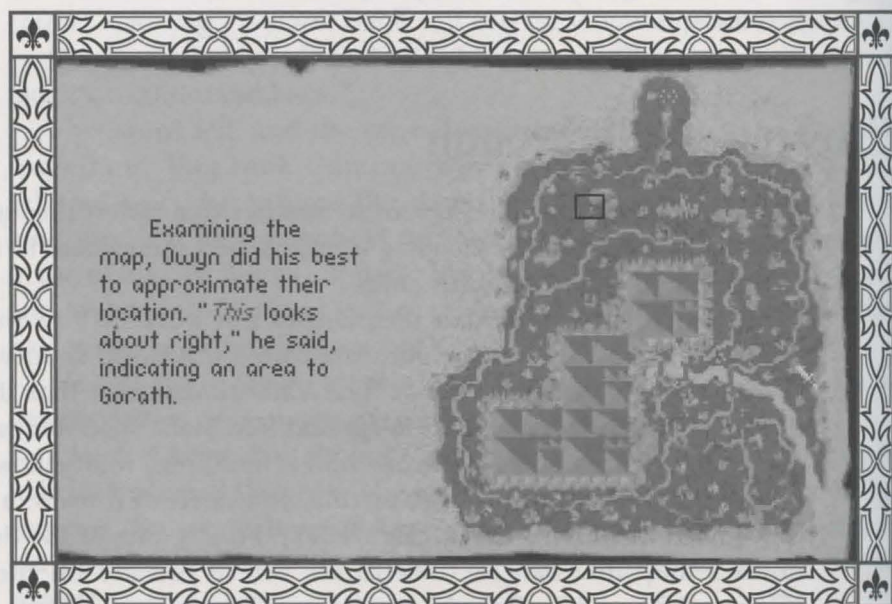 Examining the
map, Owyn did his best
to approximate their
location. "This looks
about right," he said,
indicating an area to
Gorath.